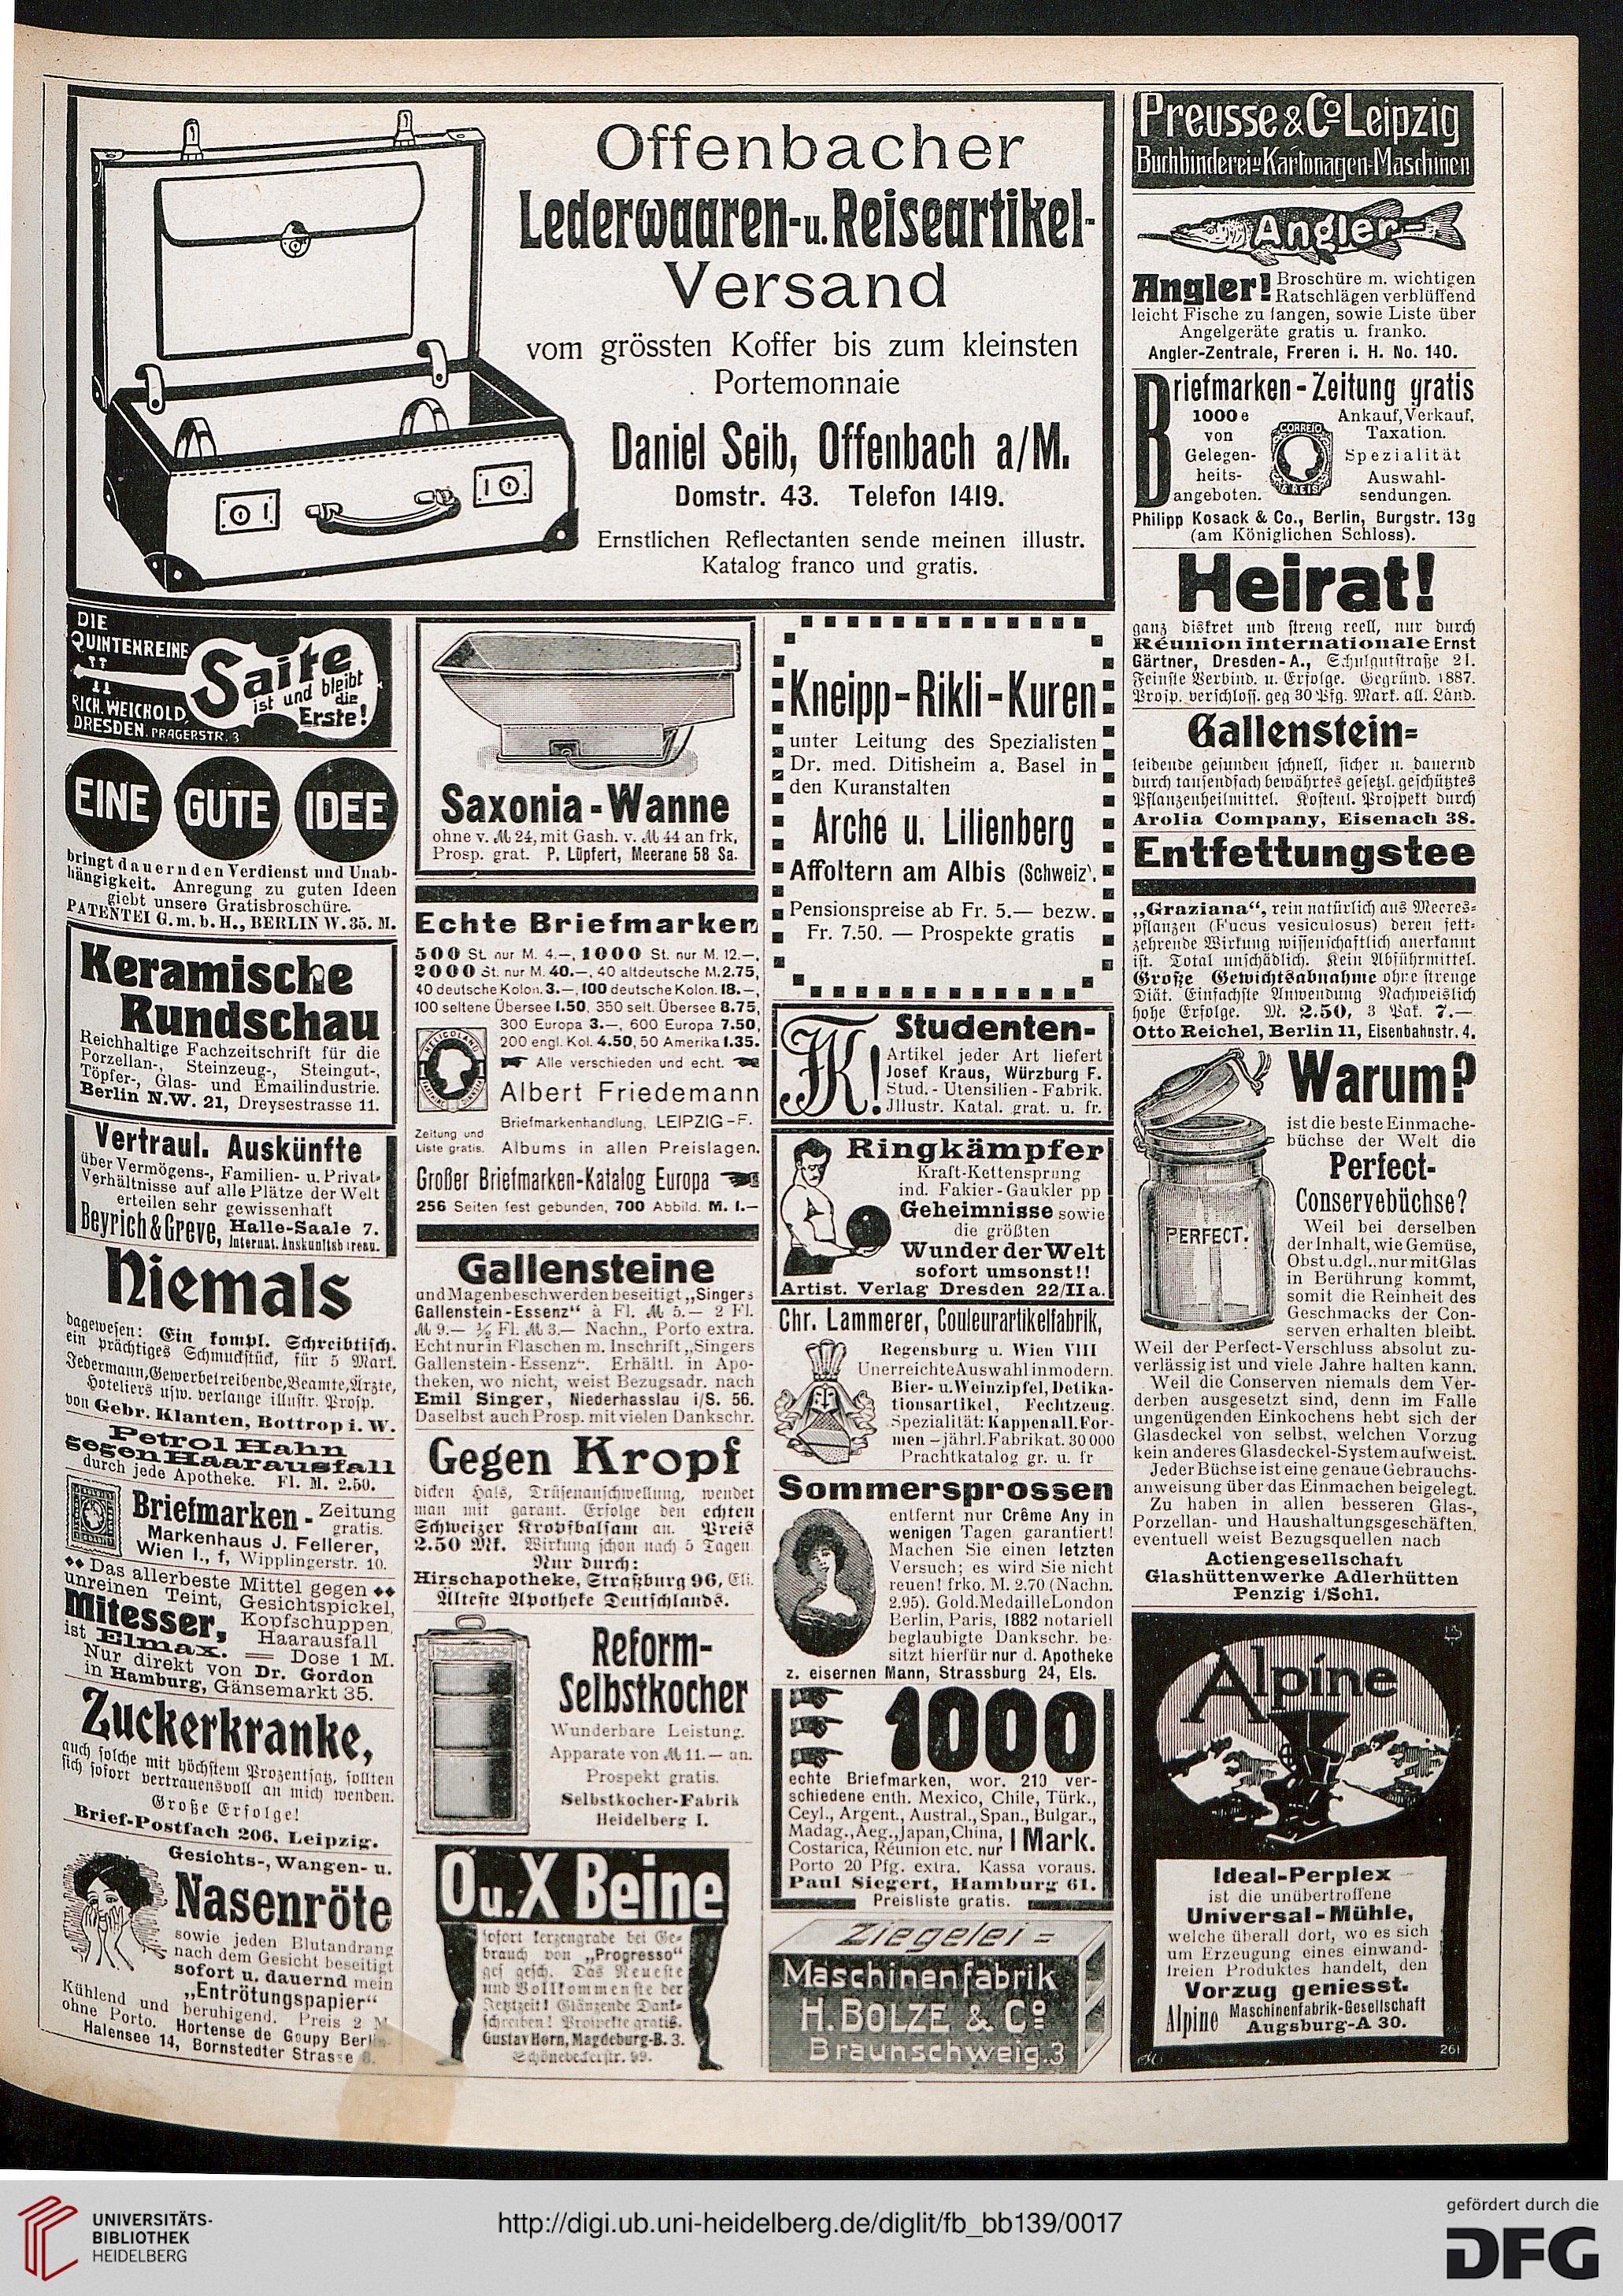 Offenbacher
Lederwaaren-u. Reiseartikel-
Versand
vom grössten Koffer bis zum kleinsten
Portemonnaie
Daniel Seib, Offenbach a/M.
Domstr. 43. Telefon 1419.
Ernstlichen Reflectanten sende meinen illustr.
Katalog franco und gratis.
DIE
QUINTENREINE
Saite
ist und bleibt
die
Erste!
RICH. WEICHOLD,
DRESDEN. PRAGERSTR. 3
EINE GUTE IDEE
bringt dauernden Verdienst und Unab-
hängigkeit. Anregung zu guten Ideen
giebt unsere Gratisbroschüre.
PATENTEI G. m. b. H., BERLIN W. 35. M.
Keramische
Rundschau
Reichhaltige Fachzeitschrift für die
Porzellan-, Steinzeug-, Steingut-,
Töpfer-, Glas- und Emailindustrie.
Berlin N.W. 21, Dreysestrasse 11.
Vertraul. Auskünfte
über Vermögens-, Familien- u. Privat-
Verhältnisse auf alle Plätze der Welt
erteilen sehr gewissenhaft
Beyrich & Greve, Halle-Saale 7.
Internat. Auskunftsbureau.
Niemals
dagewesen: Ein kompl. Schreibtisch,
ein prächtiges Schmuckstück, für 5 Mark.
Jedermann, Gewerbetreibende, Beamte, Ärzte,
Hoteliers usw. verlange illustr. Prosp.
von Gebr. Klanten, Bottrop i. W.
Petrol Hahn
gegen Haarausfall
durch jede Apotheke. Fl. M. 2.50.
Briefmarken-Zeitung
gratis.
Markenhaus J. Fellerer,
Wien I., f, Wipplingerstr. 10.
Das allerbeste Mittel gegen
unreinen Teint, Gesichtspickel,
Mitesser, Kopfschuppen,
Haarausfall
ist Elmax. = Dose 1 M.
Nur direkt von Dr. Gordon
in Hamburg, Gänsemarkt 35.
Zuckerkranke,
auch solche mit höchstem Prozentsatz, sollten
sich sofort vertrauensvoll an mich wenden.
Große Erfolge!
Brief-Postfach 206, Leipzig.
Gesichts-, Wangen- u.
Nasenröte
sowie jeden Blutandrang
nach dem Gesicht beseitigt
sofort u. dauernd mein
„Entrötungspapier“
Kühlend und beruhigend. Preis 2 M
ohne Porto. Hortense de Goupy Berlin-
Halensee 14, Bornstedter Strasse 8.
Saxonia-Wanne
ohne v. M 24, mit Gash. v. M 44 an frk.
Prosp. grat. P. Lüpfert, Meerane 58 Sa.
Echte Briefmarken
500 St. nur M. 4.—, 1000 St. nur M. 12.—,
2000 St. nur M. 40.—, 40 altdeutsche M. 2.75,
40 deutsche Kolon. 3.—, 100 deutsche Kolon. 18.—,
100 seltene Übersee 1.50, 350 selt. Übersee 8.75,
300 Europa 3.—, 600 Europa 7.50,
200 engl. Kol. 4.50, 50 Amerika 1.35.
Alle verschieden und echt.
HELIGOLAND
Albert Friedemann
Briefmarkenhandlung, LEIPZIG-F.
Zeitung und
Liste gratis. Albums in allen Preislagen.
Großer Briefmarken-Katalog Europa
256 Seiten fest gebunden, 700 Abbild. M. 1.—
Gallensteine
und Magenbeschwerden beseitigt „Singers
Gallenstein-Essenz“ à Fl. M 5.— 2 Fl.
M 9.— ½ Fl. M 3.— Nachn., Porto extra.
Echt nur in Flaschen m. Inschrift „Singers
Gallenstein-Essenz“. Erhältl. in Apo-
theken, wo nicht, weist Bezugsadr. nach
Emil Singer, Niederhasslau i/S. 56.
Daselbst auch Prosp. mit vielen Dankschr.
Gegen Kropf
dicken Hals, Drüsenanschwellung, wendet
man mit garant. Erfolge den echten
Schweizer Kropfbalsam an. Preis
2.50 Mk. Wirkung schon nach 5 Tagen.
Nur durch:
Hirschapotheke, Straßburg 96, Els.
Älteste Apotheke Deutschlands.
Reform-
Selbstkocher
Wunderbare Leistung.
Apparate von M 11.— an.
Prospekt gratis.
Selbstkocher-Fabrik
Heidelberg I.
O u. X Beine
sofort kerzengrade bei Ge-
brauch von „Progresso“
ges. gesch. Das Neueste
und Vollkommenste der
Jetztzeit! Glänzende Dank-
schreiben! Prospekte gratis.
Gustav Horn, Magdeburg-B. 3.
Schönebeckerstr. 99.
Kneipp-Rikli-Kuren
unter Leitung des Spezialisten
Dr. med. Ditisheim a. Basel in
den Kuranstalten
Arche u. Lilienberg
Affoltern am Albis (Schweiz).
Pensionspreise ab Fr. 5.— bezw.
Fr. 7.50. — Prospekte gratis
Studenten-
Artikel jeder Art liefert
Josef Kraus, Würzburg F.
Stud.-Utensilien-Fabrik.
Jllustr. Katal. grat. u. fr.
Ringkämpfer
Kraft-Kettensprung
ind. Fakier-Gaukler pp
Geheimnisse sowie
die größten
Wunder der Welt
sofort umsonst!!
Artist. Verlag Dresden 22/IIa.
Chr. Lammerer, Couleurartikelfabrik,
Regensburg u. Wien VIII
Unerreichte Auswahl in modern.
Bier- u. Weinzipfel, Dedika-
tionsartikel, Fechtzeug.
Spezialität: Kappen all. For-
men – jährl. Fabrikat. 30 000
Prachtkatalog gr. u. fr
Sommersprossen
entfernt nur Crême Any in
wenigen Tagen garantiert!
Machen Sie einen letzten
Versuch; es wird Sie nicht
reuen! frko. M. 2.70 (Nachn.
2.95). Gold. Medaille London
Berlin, Paris, 1882 notariell
beglaubigte Dankschr. be-
sitzt hierfür nur d. Apotheke
z. eisernen Mann, Strassburg 24, Els.
1000
echte Briefmarken, wor. 210 ver-
schiedene enth. Mexico, Chile, Türk.,
Ceyl., Argent., Austral., Span., Bulgar.,
Madag., Aeg., Japan, China,
Costarica, Réunion etc. nur 1 Mark.
Porto 20 Pfg. extra. Kassa voraus.
Paul Siegert, Hamburg 61.
Preisliste gratis.
Ziegelei-
Maschinenfabrik
H. BOLZE & Co
Braunschweig. 3
Preusse & Co Leipzig
Buchbinderei- u Kartonagen-Maschinen
Angler-
Angler! Broschüre m. wichtigen
Ratschlägen verblüffend
leicht Fische zu fangen, sowie Liste über
Angelgeräte gratis u. franko.
Angler-Zentrale, Freren i. H. No. 140.
Briefmarken-Zeitung gratis
1000e
von
Gelegen-
heits-
angeboten.
CORREIO
REIS
Ankauf, Verkauf,
Taxation.
Spezialität
Auswahl-
sendungen.
Philipp Kosack & Co., Berlin, Burgstr. 13g
(am Königlichen Schloss).
Heirat!
ganz diskret und streng reell, nur durch
Réunion internationale Ernst
Gärtner, Dresden-A., Schulgutstraße 21.
Feinste Verbind. u. Erfolge. Gegründ. 1887.
Prosp. verschloss. geg 30 Pfg. Mark. all. Länd.
Gallenstein-
leidende gesunden schnell, sicher u. dauernd
durch tausendfach bewährtes gesetzl. geschütztes
Pflanzenheilmittel. Kostenl. Prospekt durch
Arolia Company, Eisenach 38.
Entfettungstee
„Graziana“, rein natürlich aus Meeres-
pflanzen (Fucus vesiculosus) deren fett-
zehrende Wirkung wissenschaftlich anerkannt
ist. Total unschädlich. Kein Abführmittel.
Große Gewichtsabnahme ohne strenge
Diät. Einfachste Anwendung Nachweislich
hohe Erfolge. M. 2.50, 3 Pak. 7.—
Otto Reichel, Berlin 11, Eisenbahnstr. 4.
Warum?
ist die beste Einmache-
büchse der Welt die
Perfect-
Conservebüchse?
PERFECT.
Weil bei derselben
der Inhalt, wie Gemüse,
Obst u. dgl., nur mit Glas
in Berührung kommt,
somit die Reinheit des
Geschmacks der Con-
serven erhalten bleibt.
Weil der Perfect-Verschluss absolut zu-
verlässig ist und viele Jahre halten kann.
Weil die Conserven niemals dem Ver-
derben ausgesetzt sind, denn im Falle
ungenügenden Einkochens hebt sich der
Glasdeckel von selbst, welchen Vorzug
kein anderes Glasdeckel-System aufweist.
Jeder Büchse ist eine genaue Gebrauchs-
anweisung über das Einmachen beigelegt.
Zu haben in allen besseren Glas-,
Porzellan- und Haushaltungsgeschäften,
eventuell weist Bezugsquellen nach
Actiengesellschaft
Glashüttenwerke Adlerhütten
Penzig i/Schl.
Alpine
Ideal-Perplex
ist die unübertroffene
Universal-Mühle,
welche überall dort, wo es sich
um Erzeugung eines einwand-
freien Produktes handelt, den
Vorzug geniesst.
Alpine Maschinenfabrik-Gesellschaft
Augsburg-A 30.
261
UNIVERSITÄTS-
BIBLIOTHEK
HEIDELBERG
http://digi.ub.uni-heidelberg.de/diglit/fb_bb139/0017
gefördert durch die
DFG